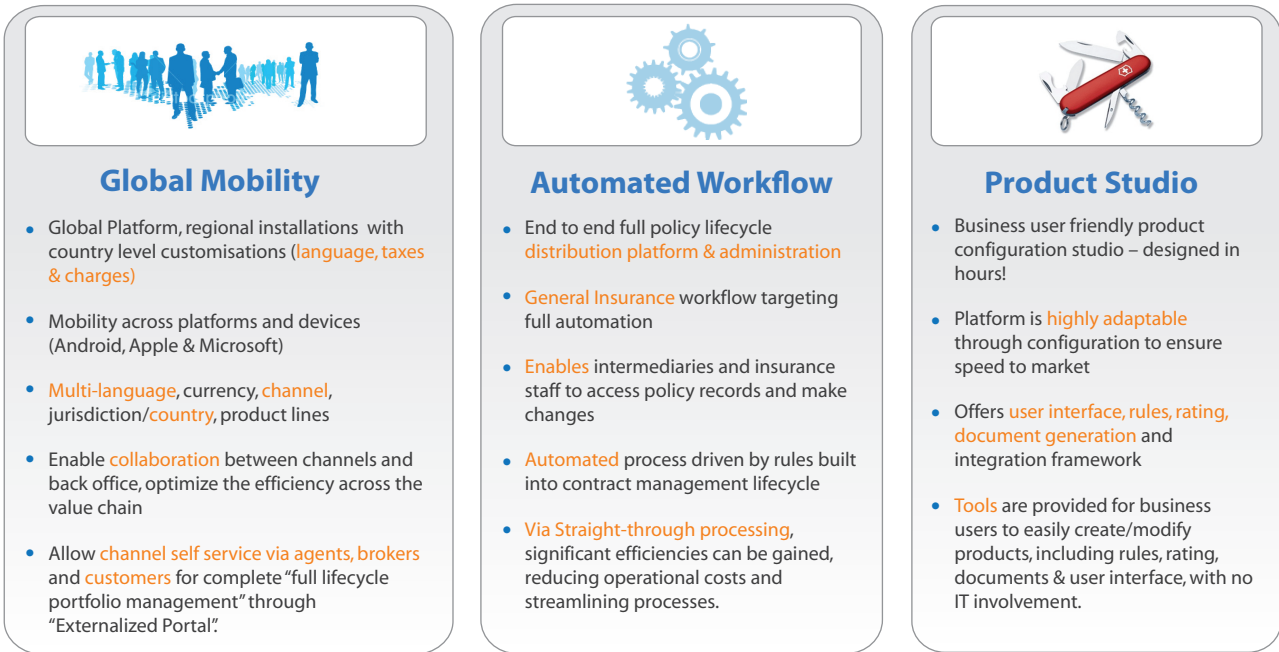 Global Mobility
Global Platform, regional installations with
country level customisations (language, taxes
& charges)
Mobility across platforms and devices
(Android, Apple & Microsoft)
Multi-language, currency, channel,
jurisdiction/country, product lines
Enable collaboration between channels and
back office, optimize the efficiency across the
value chain
Allow channel self service via agents, brokers
and customers for complete “full lifecycle
portfolio management” through
“Externalized Portal”.
Automated Workflow
End to end full policy lifecycle
distribution platform & administration
General Insurance workflow targeting
full automation
Enables intermediaries and insurance
staff to access policy records and make
changes
Automated process driven by rules built
into contract management lifecycle
Via Straight-through processing,
significant efficiencies can be gained,
reducing operational costs and
streamlining processes.
Product Studio
Business user friendly product
configuration studio – designed in
hours!
Platform is highly adaptable
through configuration to ensure
speed to market
Offers user interface, rules, rating,
document generation and
integration framework
Tools are provided for business
users to easily create/modify
products, including rules, rating,
documents & user interface, with no
IT involvement.